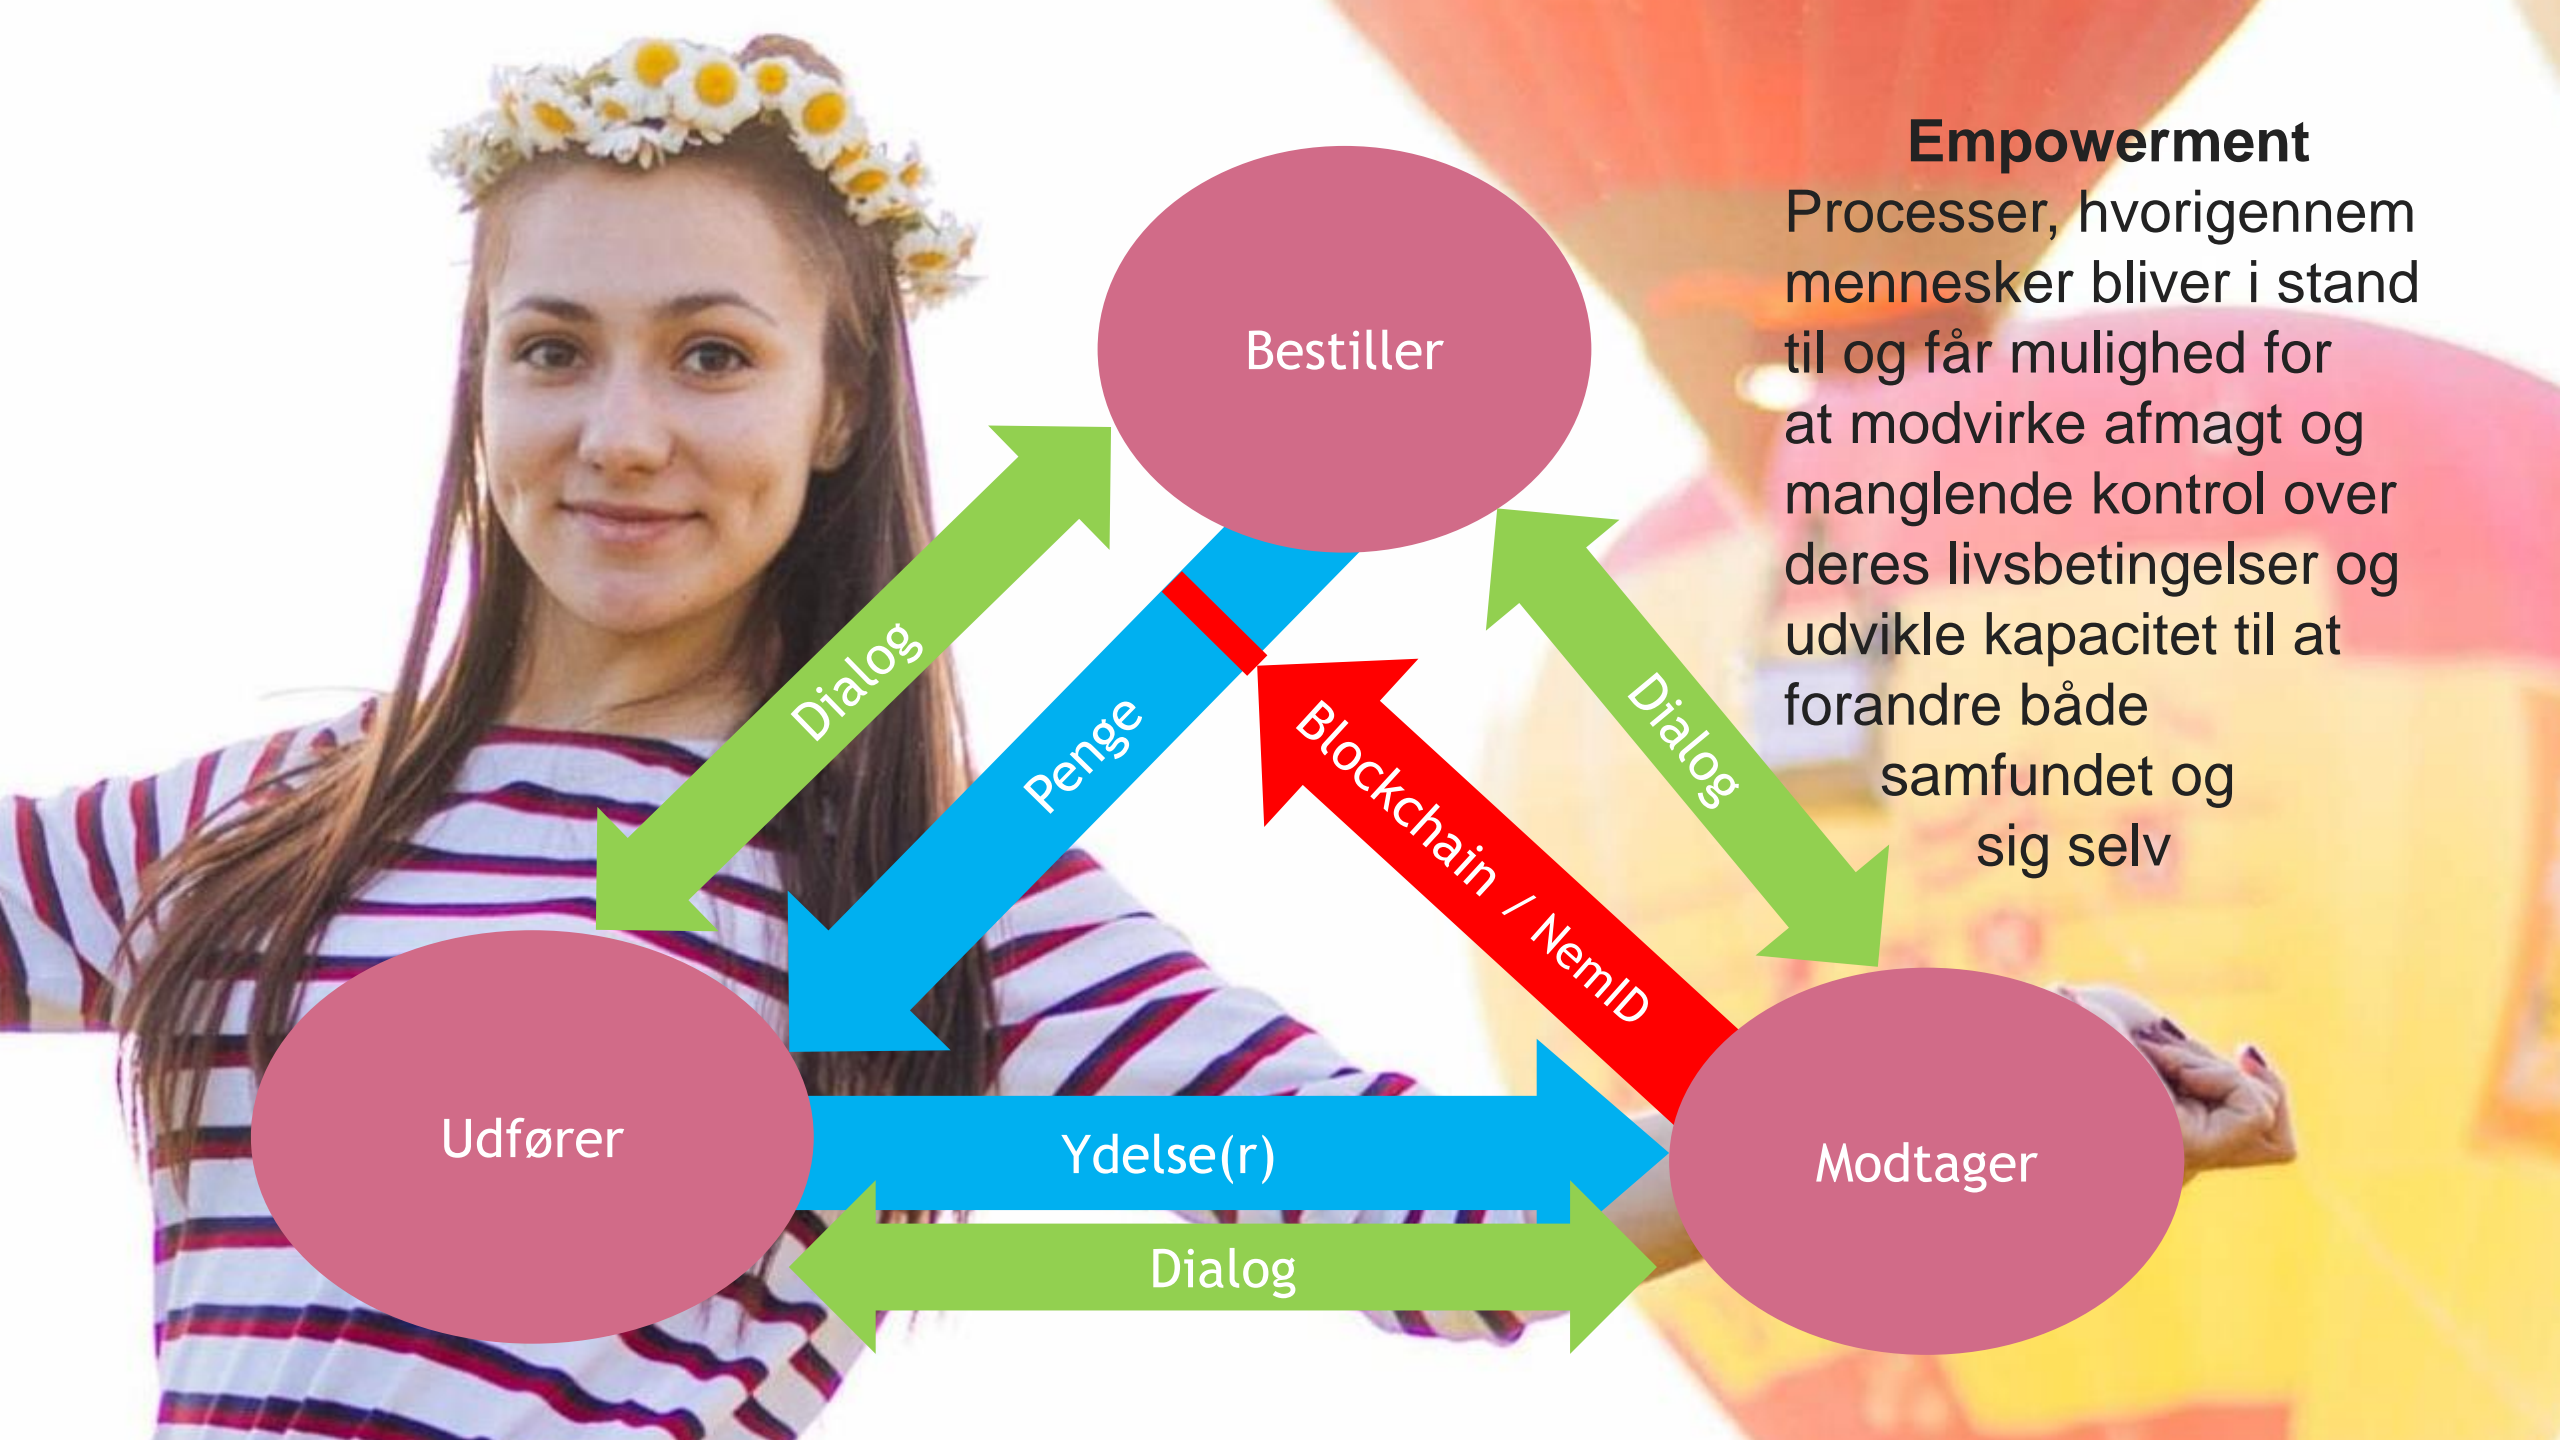 Empowerment
Processer, hvorigennem
mennesker bliver i stand
til og får mulighed for
at modvirke afmagt og
manglende kontrol over
deres livsbetingelser og
udvikle kapacitet til at
forandre både
samfundet og
sig selv
Bestiller
Dialog
Penge
Blockchain / NemID
Dialog
Udfører
Ydelse(r)
Modtager
Dialog